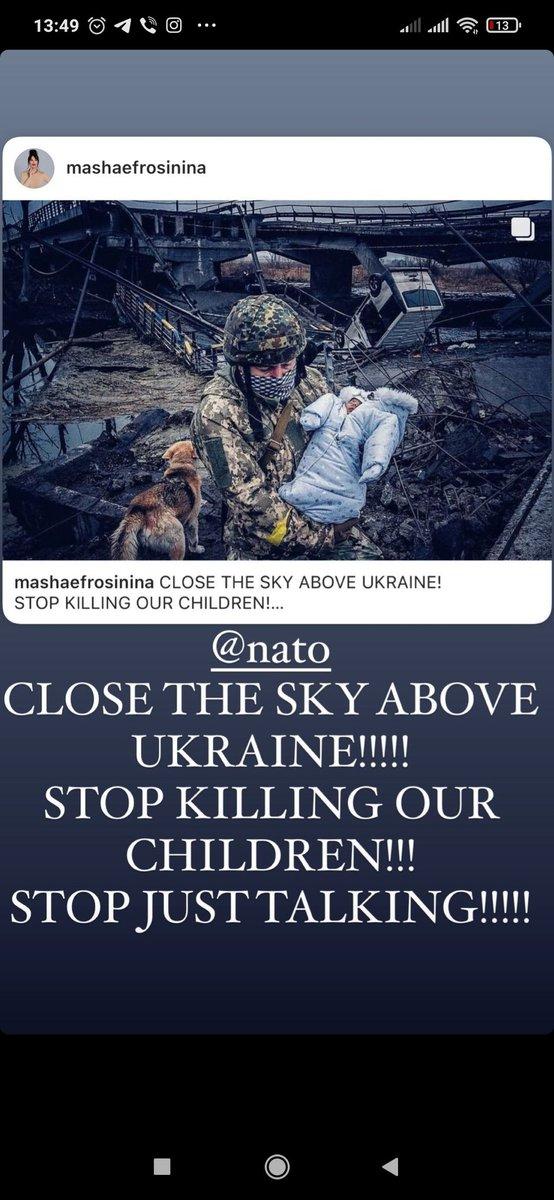 13:49
13
mashaefrosinina
mashaefrosinina CLOSE THE SKY ABOVE UKRAINE!
STOP KILLING OUR CHILDREN!...
@nato
CLOSE THE SKY ABOVE
UKRAINE!!!!!
STOP KILLING OUR
CHILDREN!!!
STOP JUST TALKING!!!!!